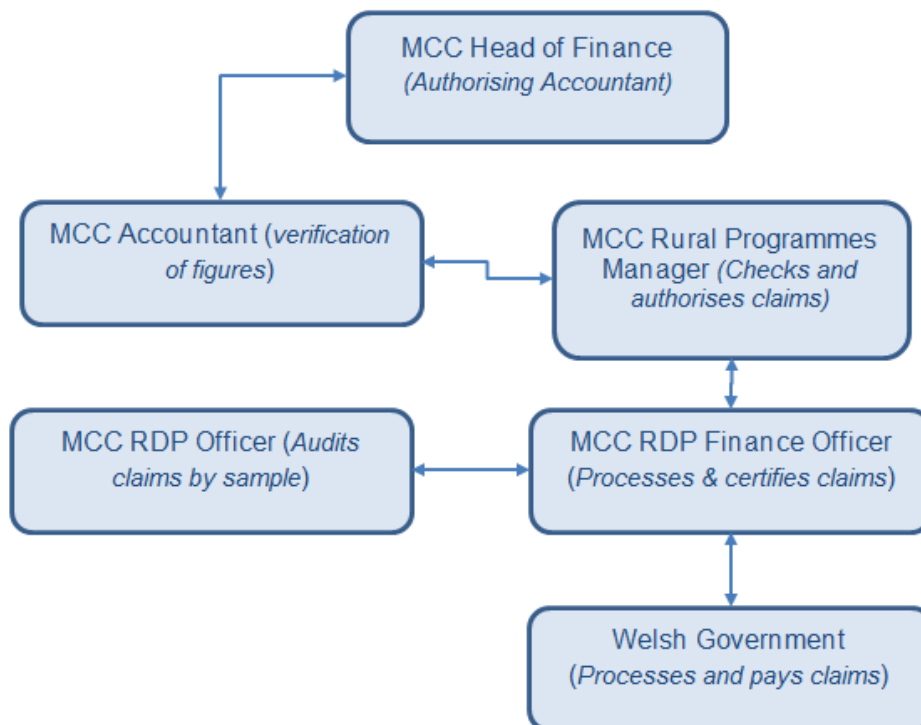 MCC Head of Finance
(Authorising Accountant)
MCC Accountant (verification
of figures)
MCC Rural Programmes
Manager (Checks and
authorises claims)
MCC RDP Officer (Audits
claims by sample)
MCC RDP Finance Officer
(Processes & certifies claims)
Welsh Government
(Processes and pays claims)